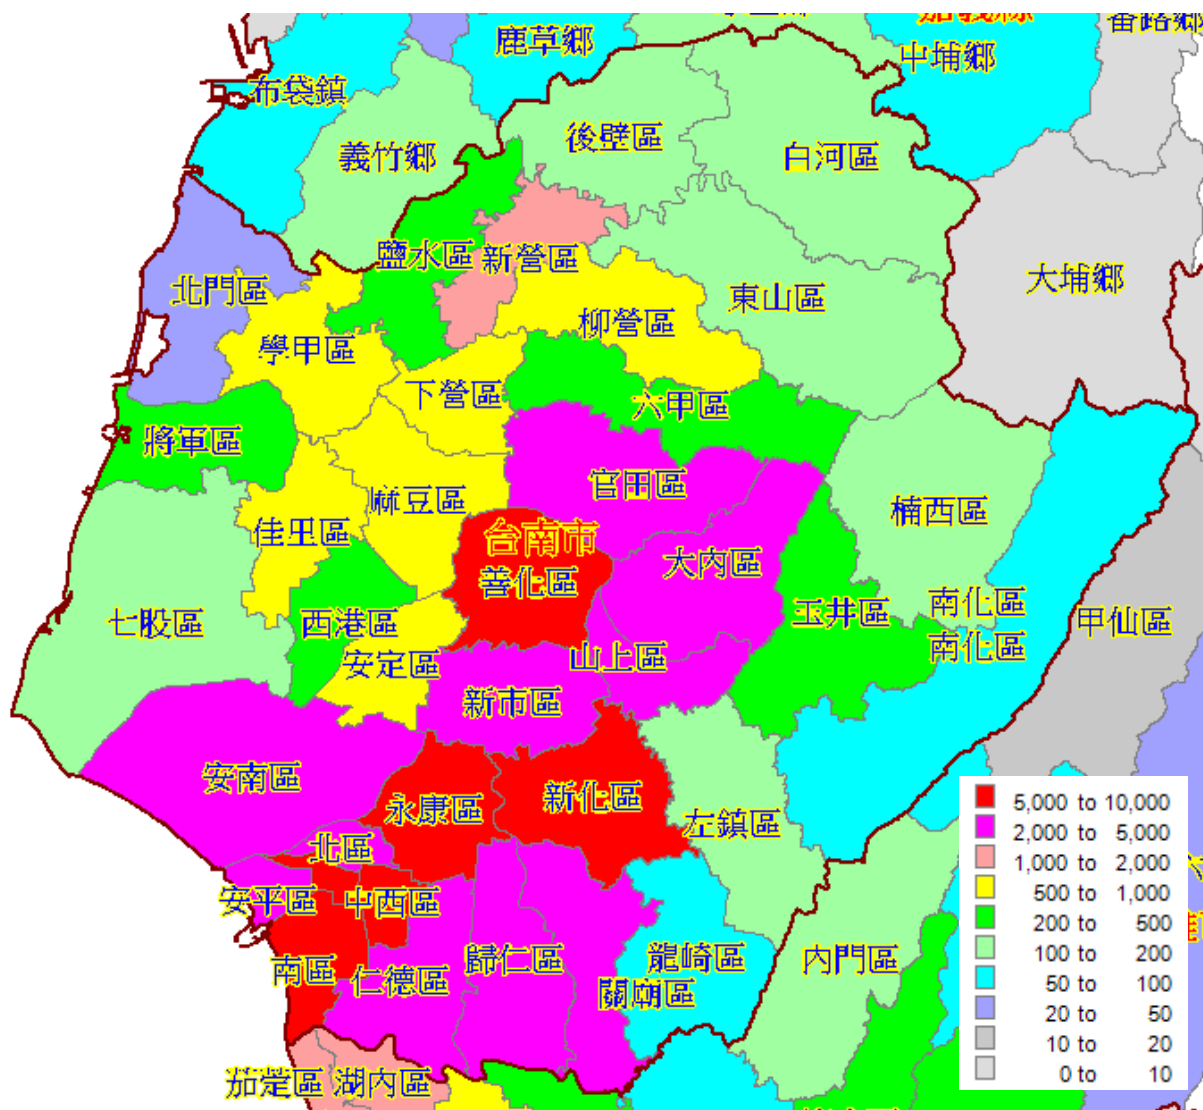 嘉義縣
番路鄉
鹿草鄉
中埔鄉
布袋鎮
義竹鄉
後壁區
白河區
鹽水區
新營區
北門區
大埔鄉
東山區
柳營區
學甲區
下營區
六甲區
將軍區
官田區
麻豆區
楠西區
佳里區
台南市
善化區
大內區
七股區
西港區
玉井區
南化區
甲仙區
安定區
山上區
南化區
新市區
安南區
永康區
新化區
左鎮區
北區
安平區
中西區
南區
仁德區
歸仁區
龍崎區
關廟區
內門區
茄萣區
湖內區
5,000 to 10,000
2,000 to 5,000
1,000 to 2,000
500 to 1,000
200 to 500
100 to 200
50 to 100
20 to 50
10 to 20
0 to 10